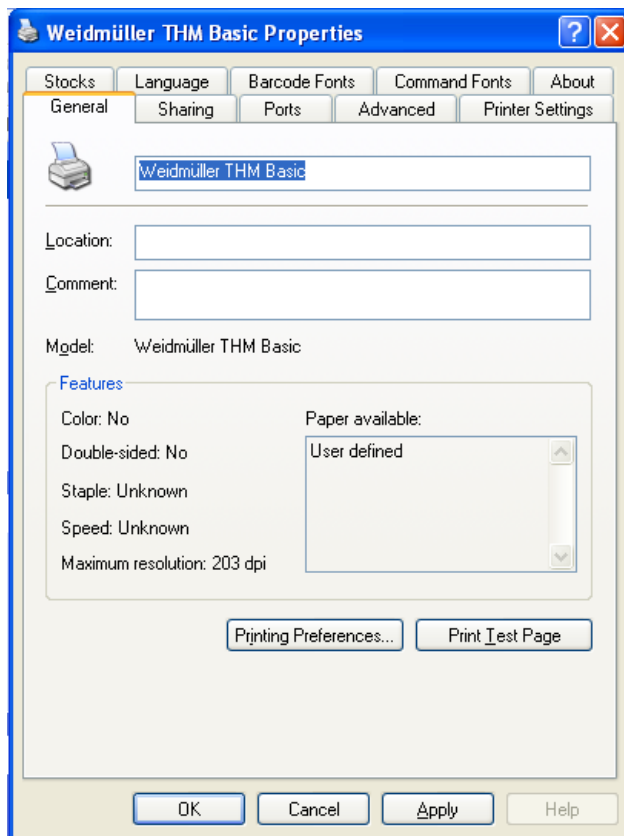 Weidmüller THM Basic Properties
Stocks Language Barcode Fonts Command Fonts About
General Sharing Ports Advanced Printer Settings
Weidmüller THM Basic
Location:
Comment:
Model: Weidmüller THM Basic
Features
Color: No Paper available:
Double-sided: No User defined
Staple: Unknown
Speed: Unknown
Maximum resolution: 203 dpi
Printing Preferences... Print Test Page
OK Cancel Apply Help